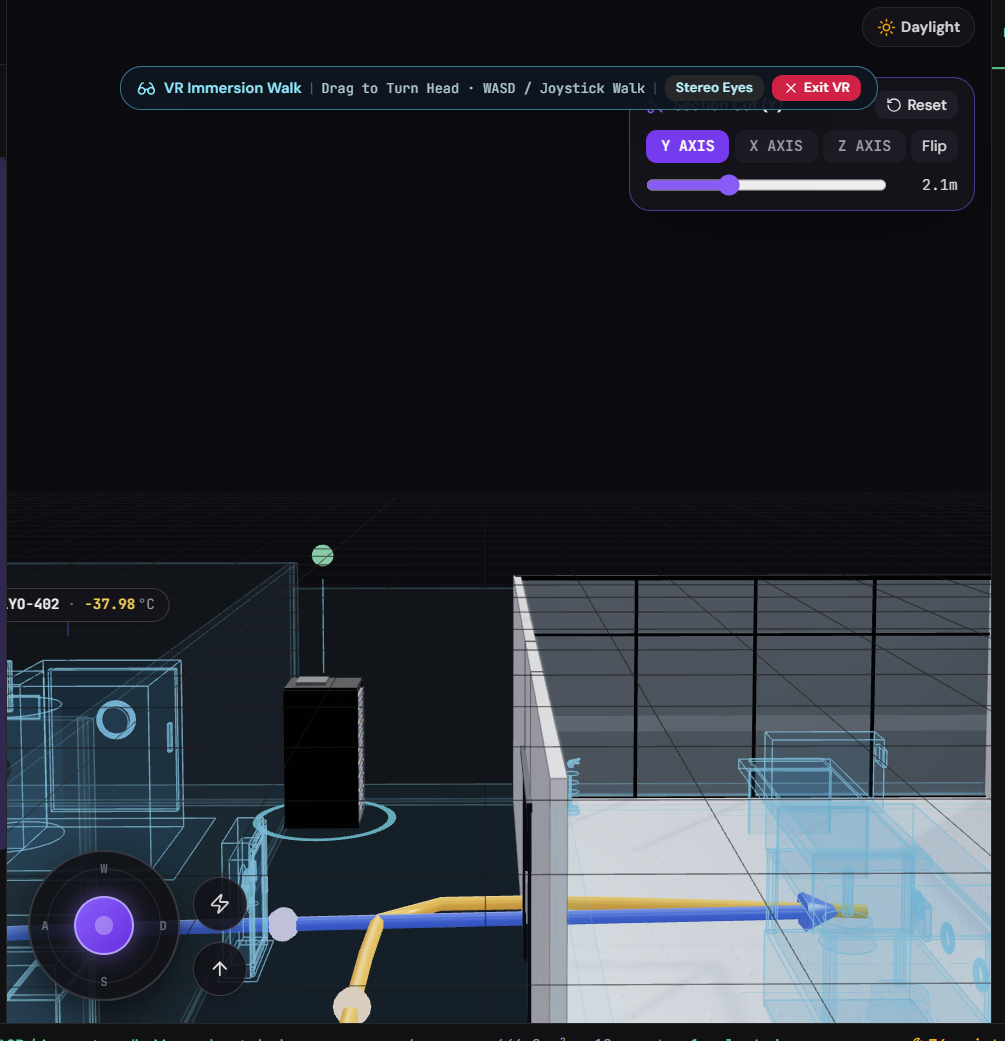 Daylight
VR Immersion Walk | Drag to Turn Head · WASD / Joystick Walk | Stereo Eyes Exit VR
Reset
Y AXIS X AXIS Z AXIS Flip
2.1m
YO-402 · -37.98 °C
W
A D
S